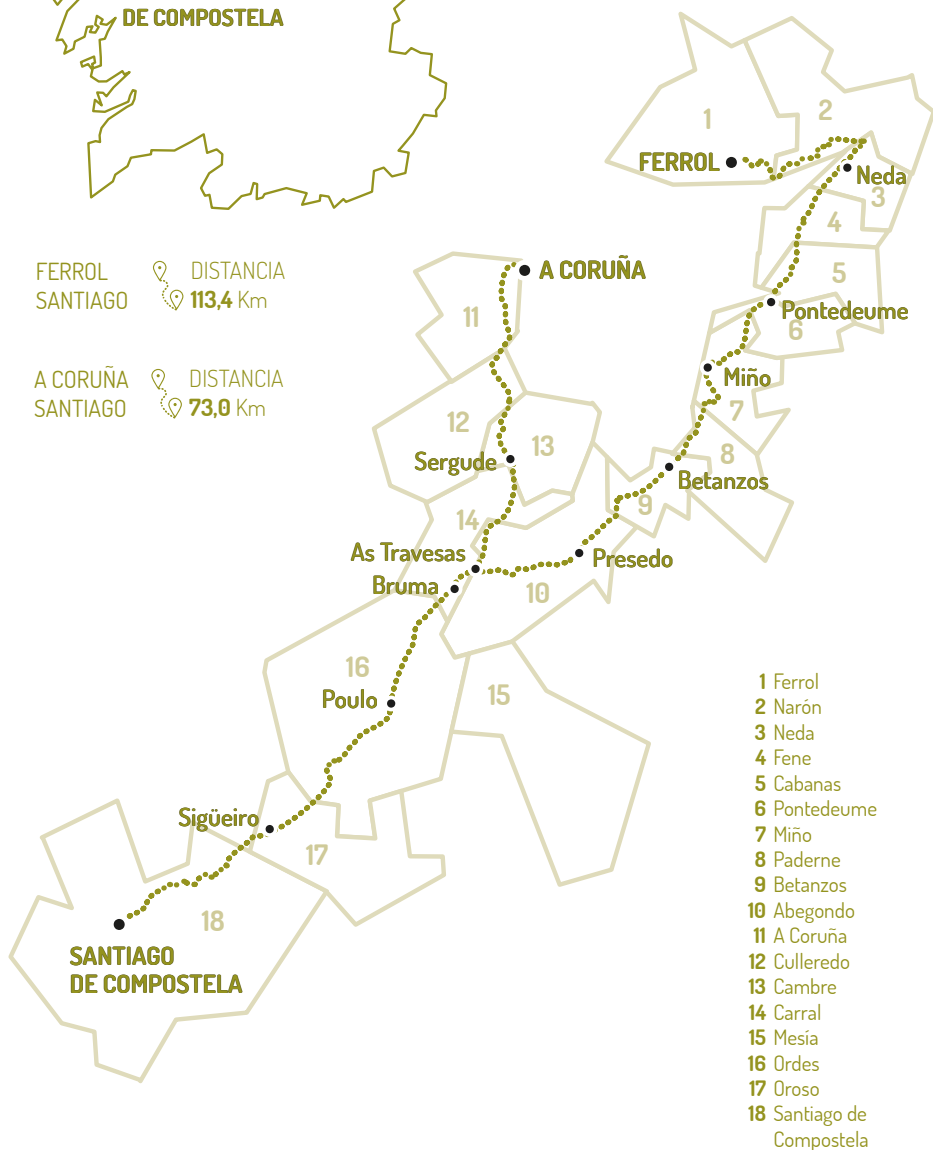 DE COMPOSTELA
FERROL
SANTIAGO
DISTANCIA
113,4 Km
A CORUÑA
SANTIAGO
DISTANCIA
73,0 Km
1
2
FERROL
Neda
3
4
5
A CORUÑA
11
Pontedeume
6
Miño
7
12
13
8
Sergude
Betanzos
9
14
As Travesas
Presedo
Bruma
10
16
15
Poulo
Sigüeiro
17
18
SANTIAGO
DE COMPOSTELA
1 Ferrol
2 Narón
3 Neda
4 Fene
5 Cabanas
6 Pontedeume
7 Miño
8 Paderne
9 Betanzos
10 Abegondo
11 A Coruña
12 Culleredo
13 Cambre
14 Carral
15 Mesía
16 Ordes
17 Oroso
18 Santiago de
Compostela